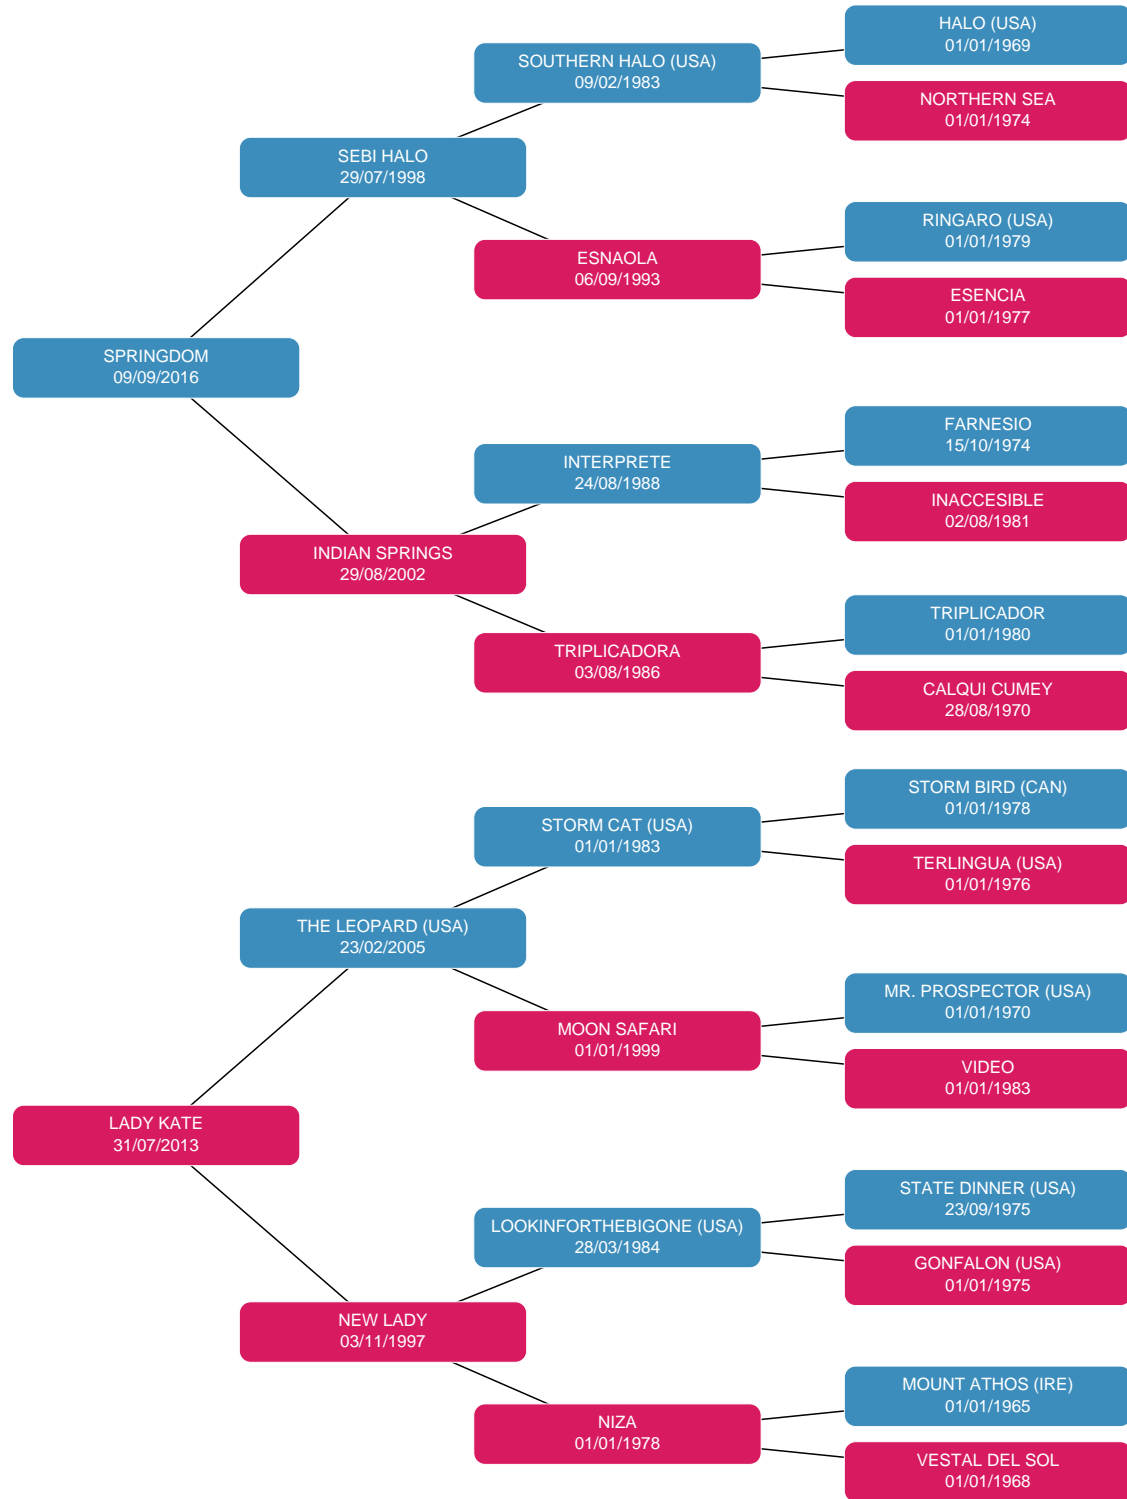 HALO (USA)
01/01/1969
SOUTHERN HALO (USA)
09/02/1983
NORTHERN SEA
01/01/1974
SEBI HALO
29/07/1998
RINGARO (USA)
01/01/1979
ESNAOLA
06/09/1993
ESENCIA
01/01/1977
SPRINGDOM
09/09/2016
FARNESIO
15/10/1974
INTERPRETE
24/08/1988
INACCESIBLE
02/08/1981
INDIAN SPRINGS
29/08/2002
TRIPLICADOR
01/01/1980
TRIPLICADORA
03/08/1986
CALQUI CUMEY
28/08/1970
STORM BIRD (CAN)
01/01/1978
STORM CAT (USA)
01/01/1983
TERLINGUA (USA)
01/01/1976
THE LEOPARD (USA)
23/02/2005
MR. PROSPECTOR (USA)
01/01/1970
MOON SAFARI
01/01/1999
VIDEO
01/01/1983
LADY KATE
31/07/2013
STATE DINNER (USA)
23/09/1975
LOOKINFORTHEBIGONE (USA)
28/03/1984
GONFALON (USA)
01/01/1975
NEW LADY
03/11/1997
MOUNT ATHOS (IRE)
01/01/1965
NIZA
01/01/1978
VESTAL DEL SOL
01/01/1968